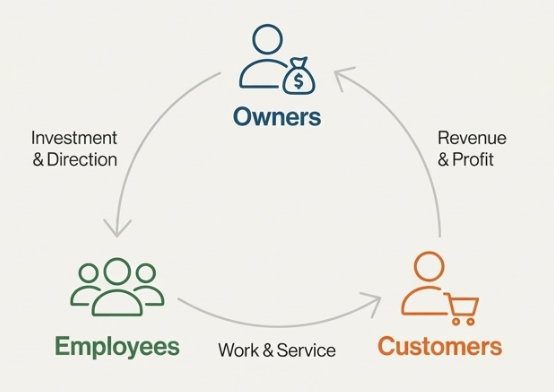 $
Owners
Investment
& Direction
Revenue
& Profit
Employees
Work & Service
Customers